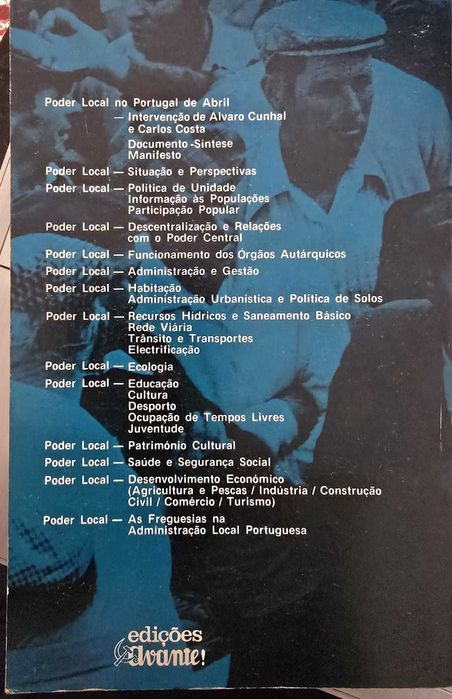 Poder Local no Portugal de Abril
— Intervenção de Alvaro Cunhal
e Carlos Costa
Documento-Síntese
Manifesto
Poder Local — Situação e Perspectivas
Poder Local — Política de Unidade
Informação às Populações
Participação Popular
Poder Local — Descentralização e Relações
com o Poder Central
Poder Local — Funcionamento dos Órgãos Autárquicos
Poder Local — Administração e Gestão
Poder Local — Habitação
Administração Urbanística e Política de Solos
Poder Local — Recursos Hídricos e Saneamento Básico
Rede Viária
Trânsito e Transportes
Electrificação
Poder Local — Ecologia
Poder Local — Educação
Cultura
Desporto
Ocupação de Tempos Livres
Juventude
Poder Local — Património Cultural
Poder Local — Saúde e Segurança Social
Poder Local — Desenvolvimento Económico
(Agricultura e Pescas / Indústria / Construção
Civil / Comércio / Turismo)
Poder Local — As Freguesias na
Administração Local Portuguesa
edições
Avante!